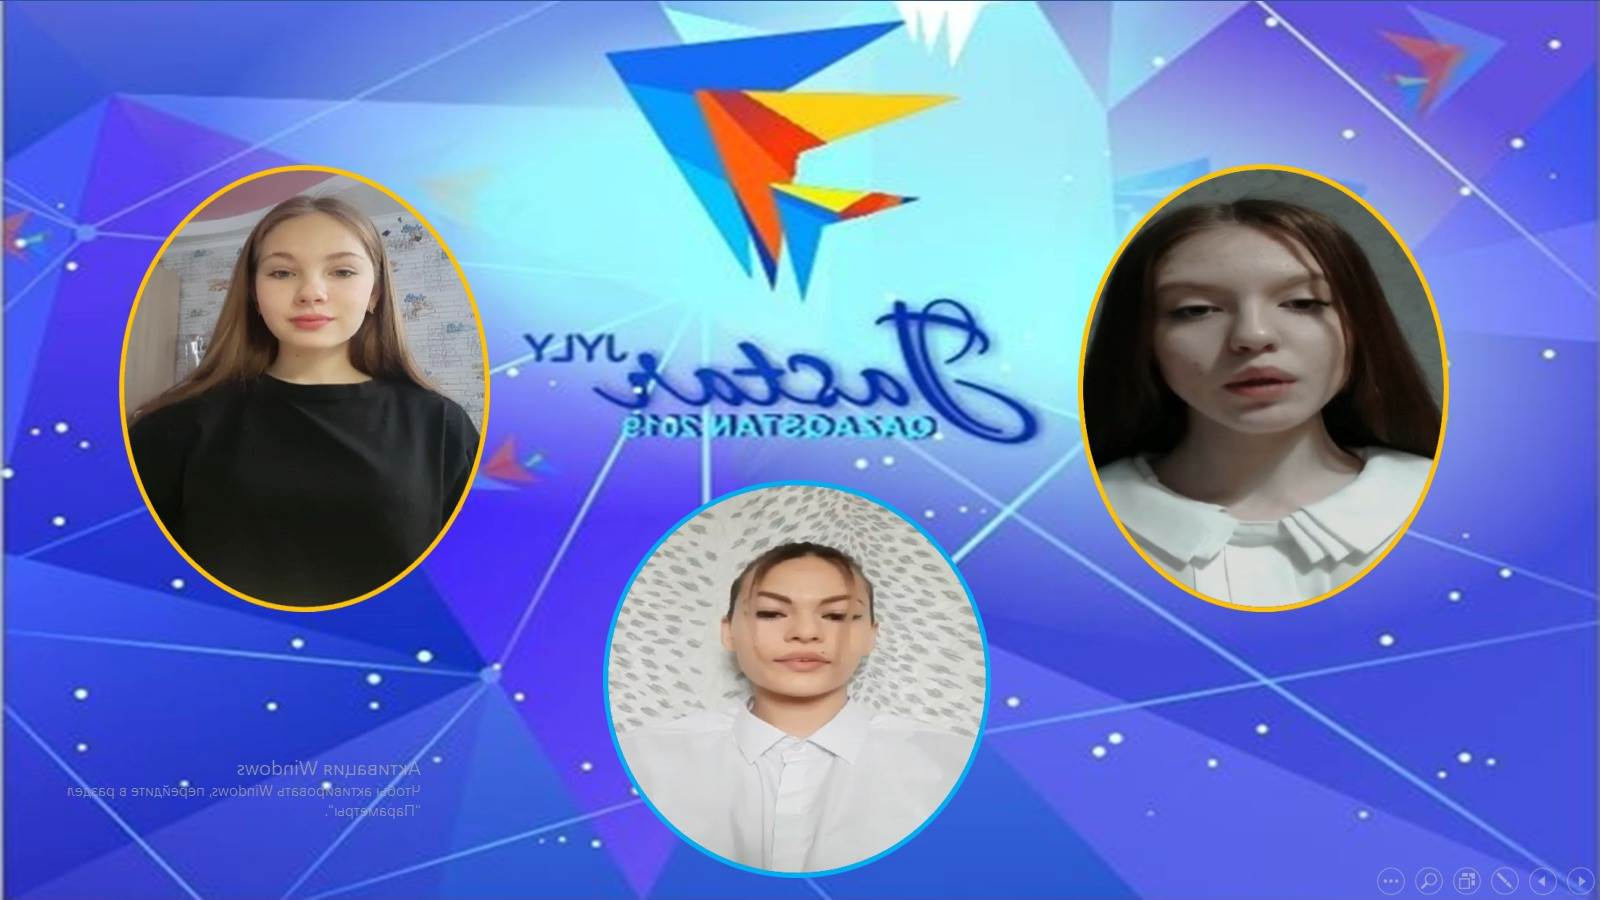 Jastar JYLY
QAZAQSTAN 2019
Активация Windows
Чтобы активировать Windows, перейдите в раздел
"Параметры".